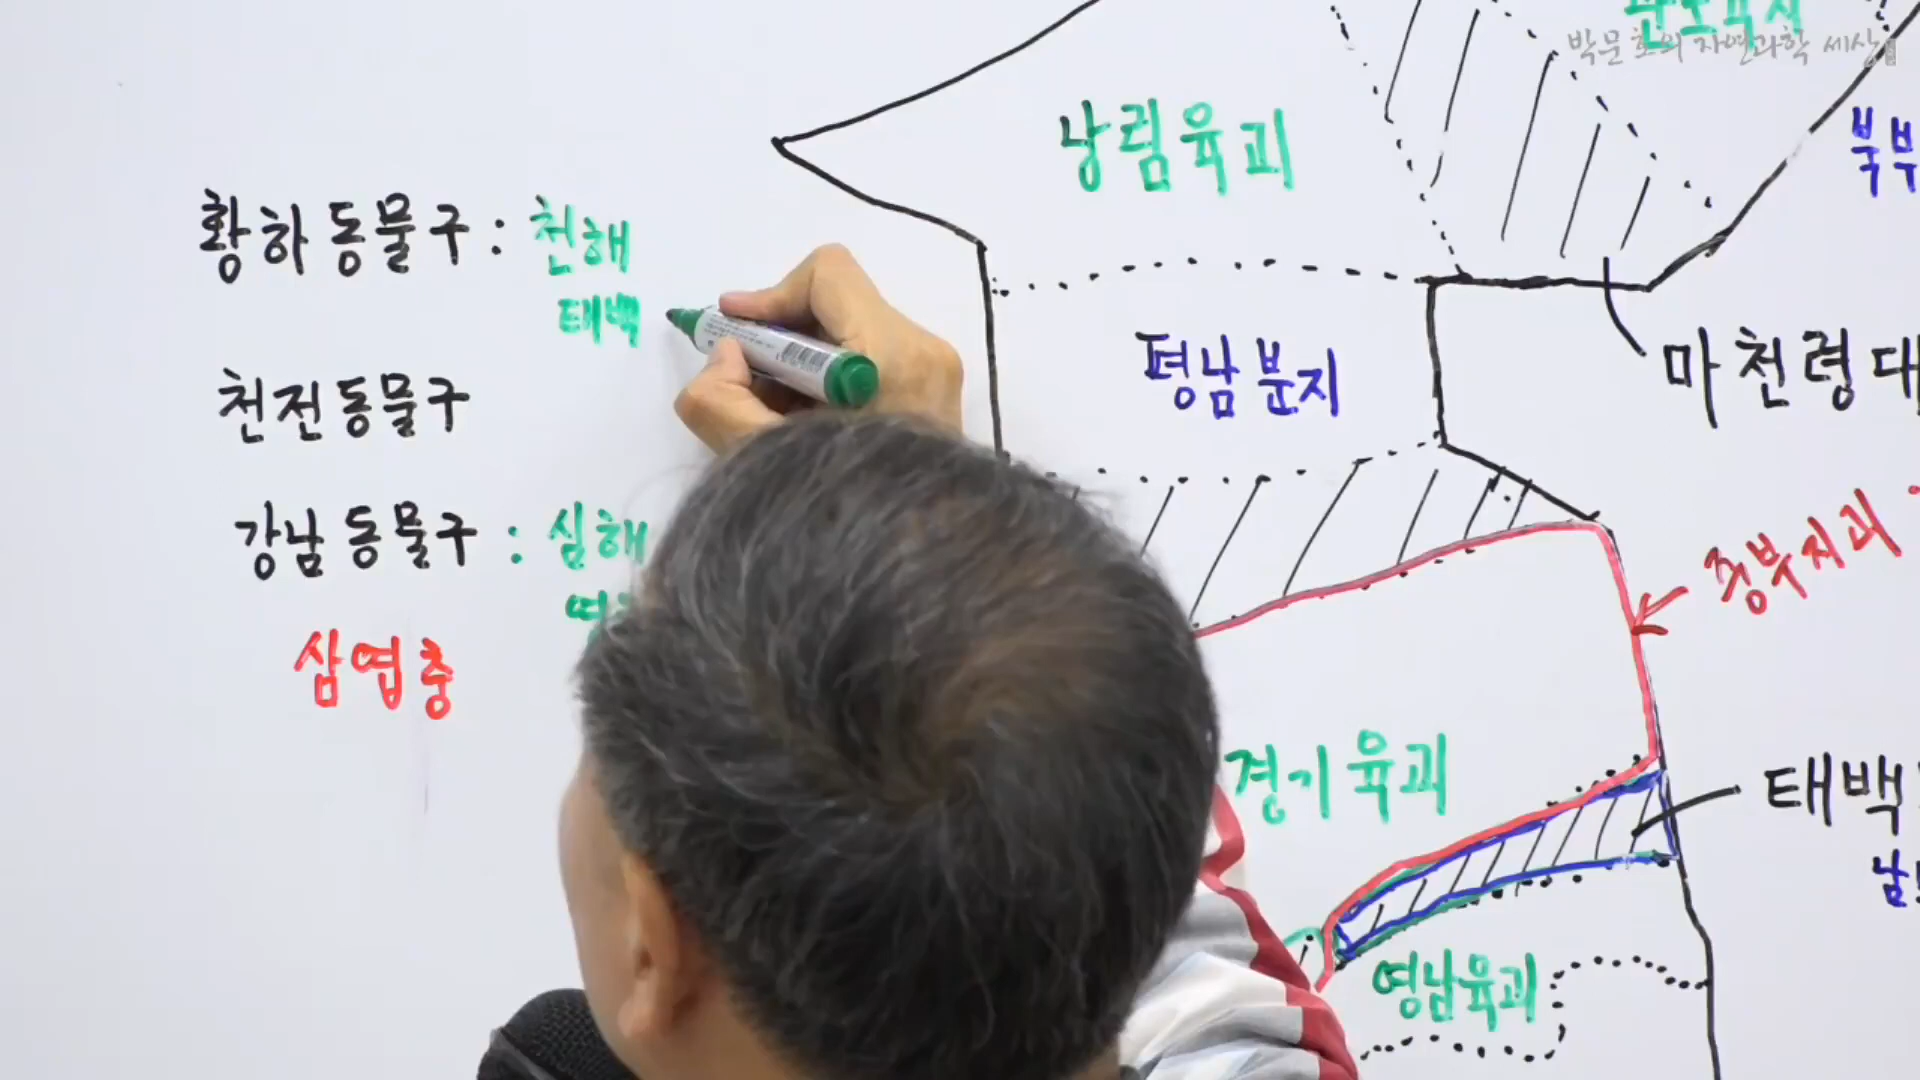 박문호의 자연과학 세상
낭림육괴
북부
황하동물구 : 천해
태백
평남분지
마천령대
천전동물구
강남동물구 : 심해
중부지괴
삼엽충
경기육괴
태백
영남육괴